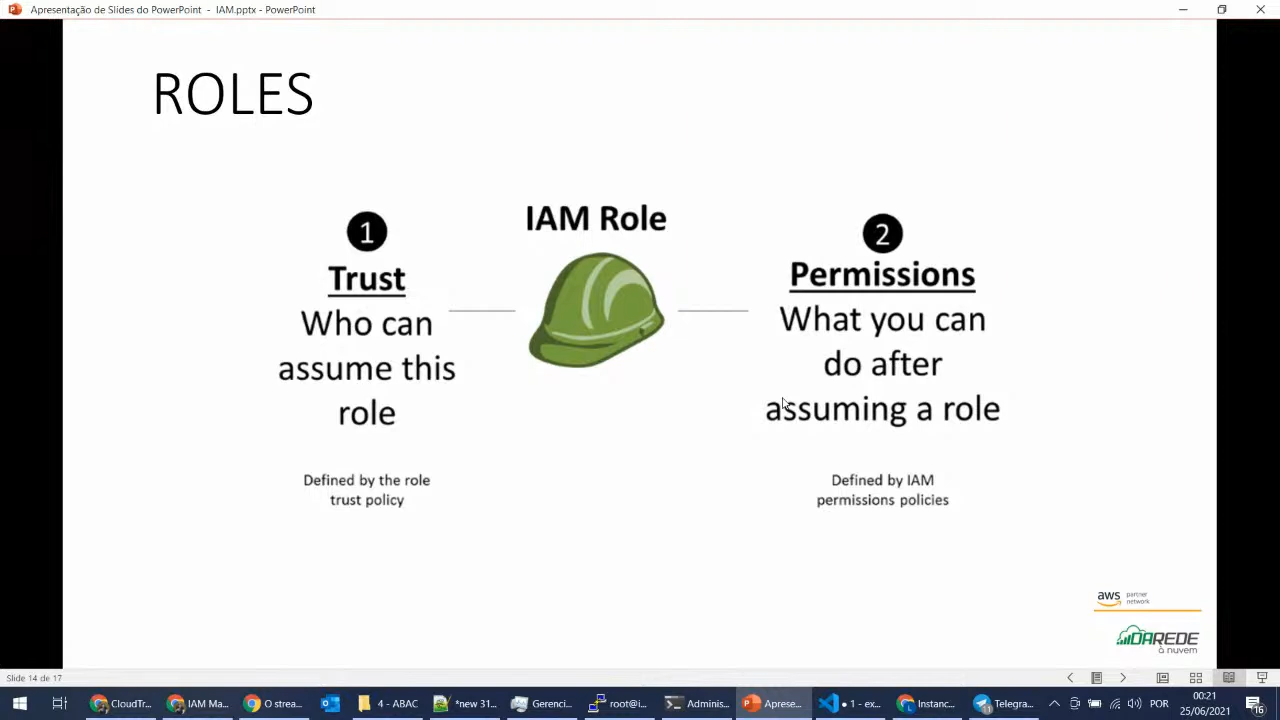 Apresentação de Slides do PowerPoint - IAM.pptx - PowerPoint
ROLES
IAM Role
1
Trust
Who can
assume this
role
Defined by the role
trust policy
2
Permissions
What you can
do after
assuming a role
Defined by IAM
permissions policies
aws partner network
DAREDE
à nuvem
Slide 14 de 17
CloudTr...
IAM Ma...
O strea...
4 - ABAC
*new 31...
Gerenci...
root@i...
Adminis...
Aprese...
● 1 - ex...
Instanc...
11
Telegra...
POR
00:21
25/06/2021
16